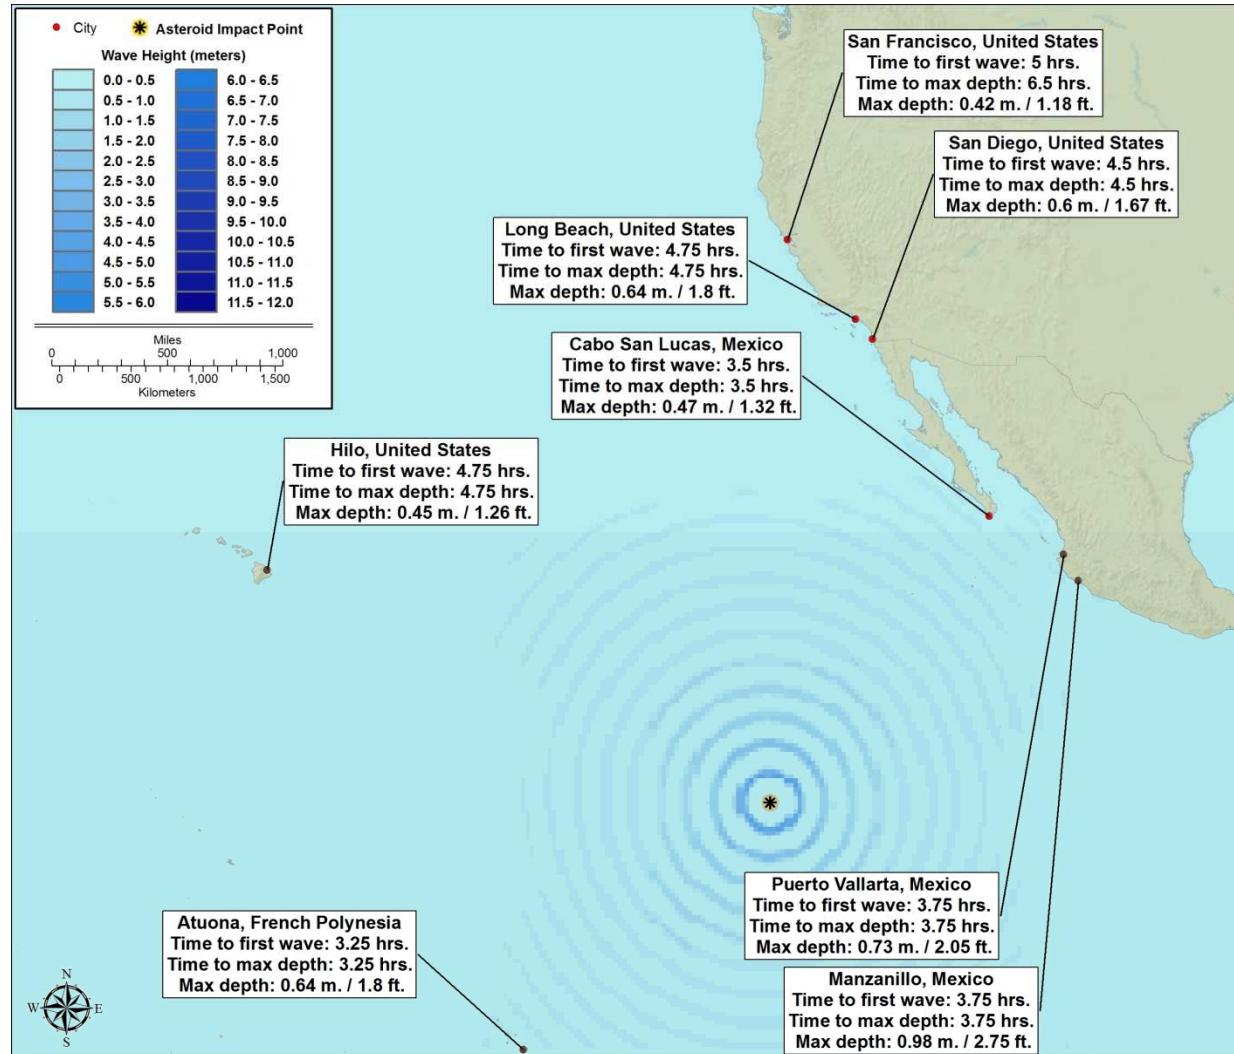 City
Asteroid Impact Point
Wave Height (meters)
0.0 - 0.5
0.5 - 1.0
1.0 - 1.5
1.5 - 2.0
2.0 - 2.5
2.5 - 3.0
3.0 - 3.5
3.5 - 4.0
4.0 - 4.5
4.5 - 5.0
5.0 - 5.5
5.5 - 6.0
6.0 - 6.5
6.5 - 7.0
7.0 - 7.5
7.5 - 8.0
8.0 - 8.5
8.5 - 9.0
9.0 - 9.5
9.5 - 10.0
10.0 - 10.5
10.5 - 11.0
11.0 - 11.5
11.5 - 12.0
Miles
0 500 1,000
0 500 1,000 1,500
Kilometers
San Francisco, United States
Time to first wave: 5 hrs.
Time to max depth: 6.5 hrs.
Max depth: 0.42 m. / 1.18 ft.
San Diego, United States
Time to first wave: 4.5 hrs.
Time to max depth: 4.5 hrs.
Max depth: 0.6 m. / 1.67 ft.
Long Beach, United States
Time to first wave: 4.75 hrs.
Time to max depth: 4.75 hrs.
Max depth: 0.64 m. / 1.8 ft.
Cabo San Lucas, Mexico
Time to first wave: 3.5 hrs.
Time to max depth: 3.5 hrs.
Max depth: 0.47 m. / 1.32 ft.
Hilo, United States
Time to first wave: 4.75 hrs.
Time to max depth: 4.75 hrs.
Max depth: 0.45 m. / 1.26 ft.
Puerto Vallarta, Mexico
Time to first wave: 3.75 hrs.
Time to max depth: 3.75 hrs.
Max depth: 0.73 m. / 2.05 ft.
Atuona, French Polynesia
Time to first wave: 3.25 hrs.
Time to max depth: 3.25 hrs.
Max depth: 0.64 m. / 1.8 ft.
Manzanillo, Mexico
Time to first wave: 3.75 hrs.
Time to max depth: 3.75 hrs.
Max depth: 0.98 m. / 2.75 ft.
N
W E
S